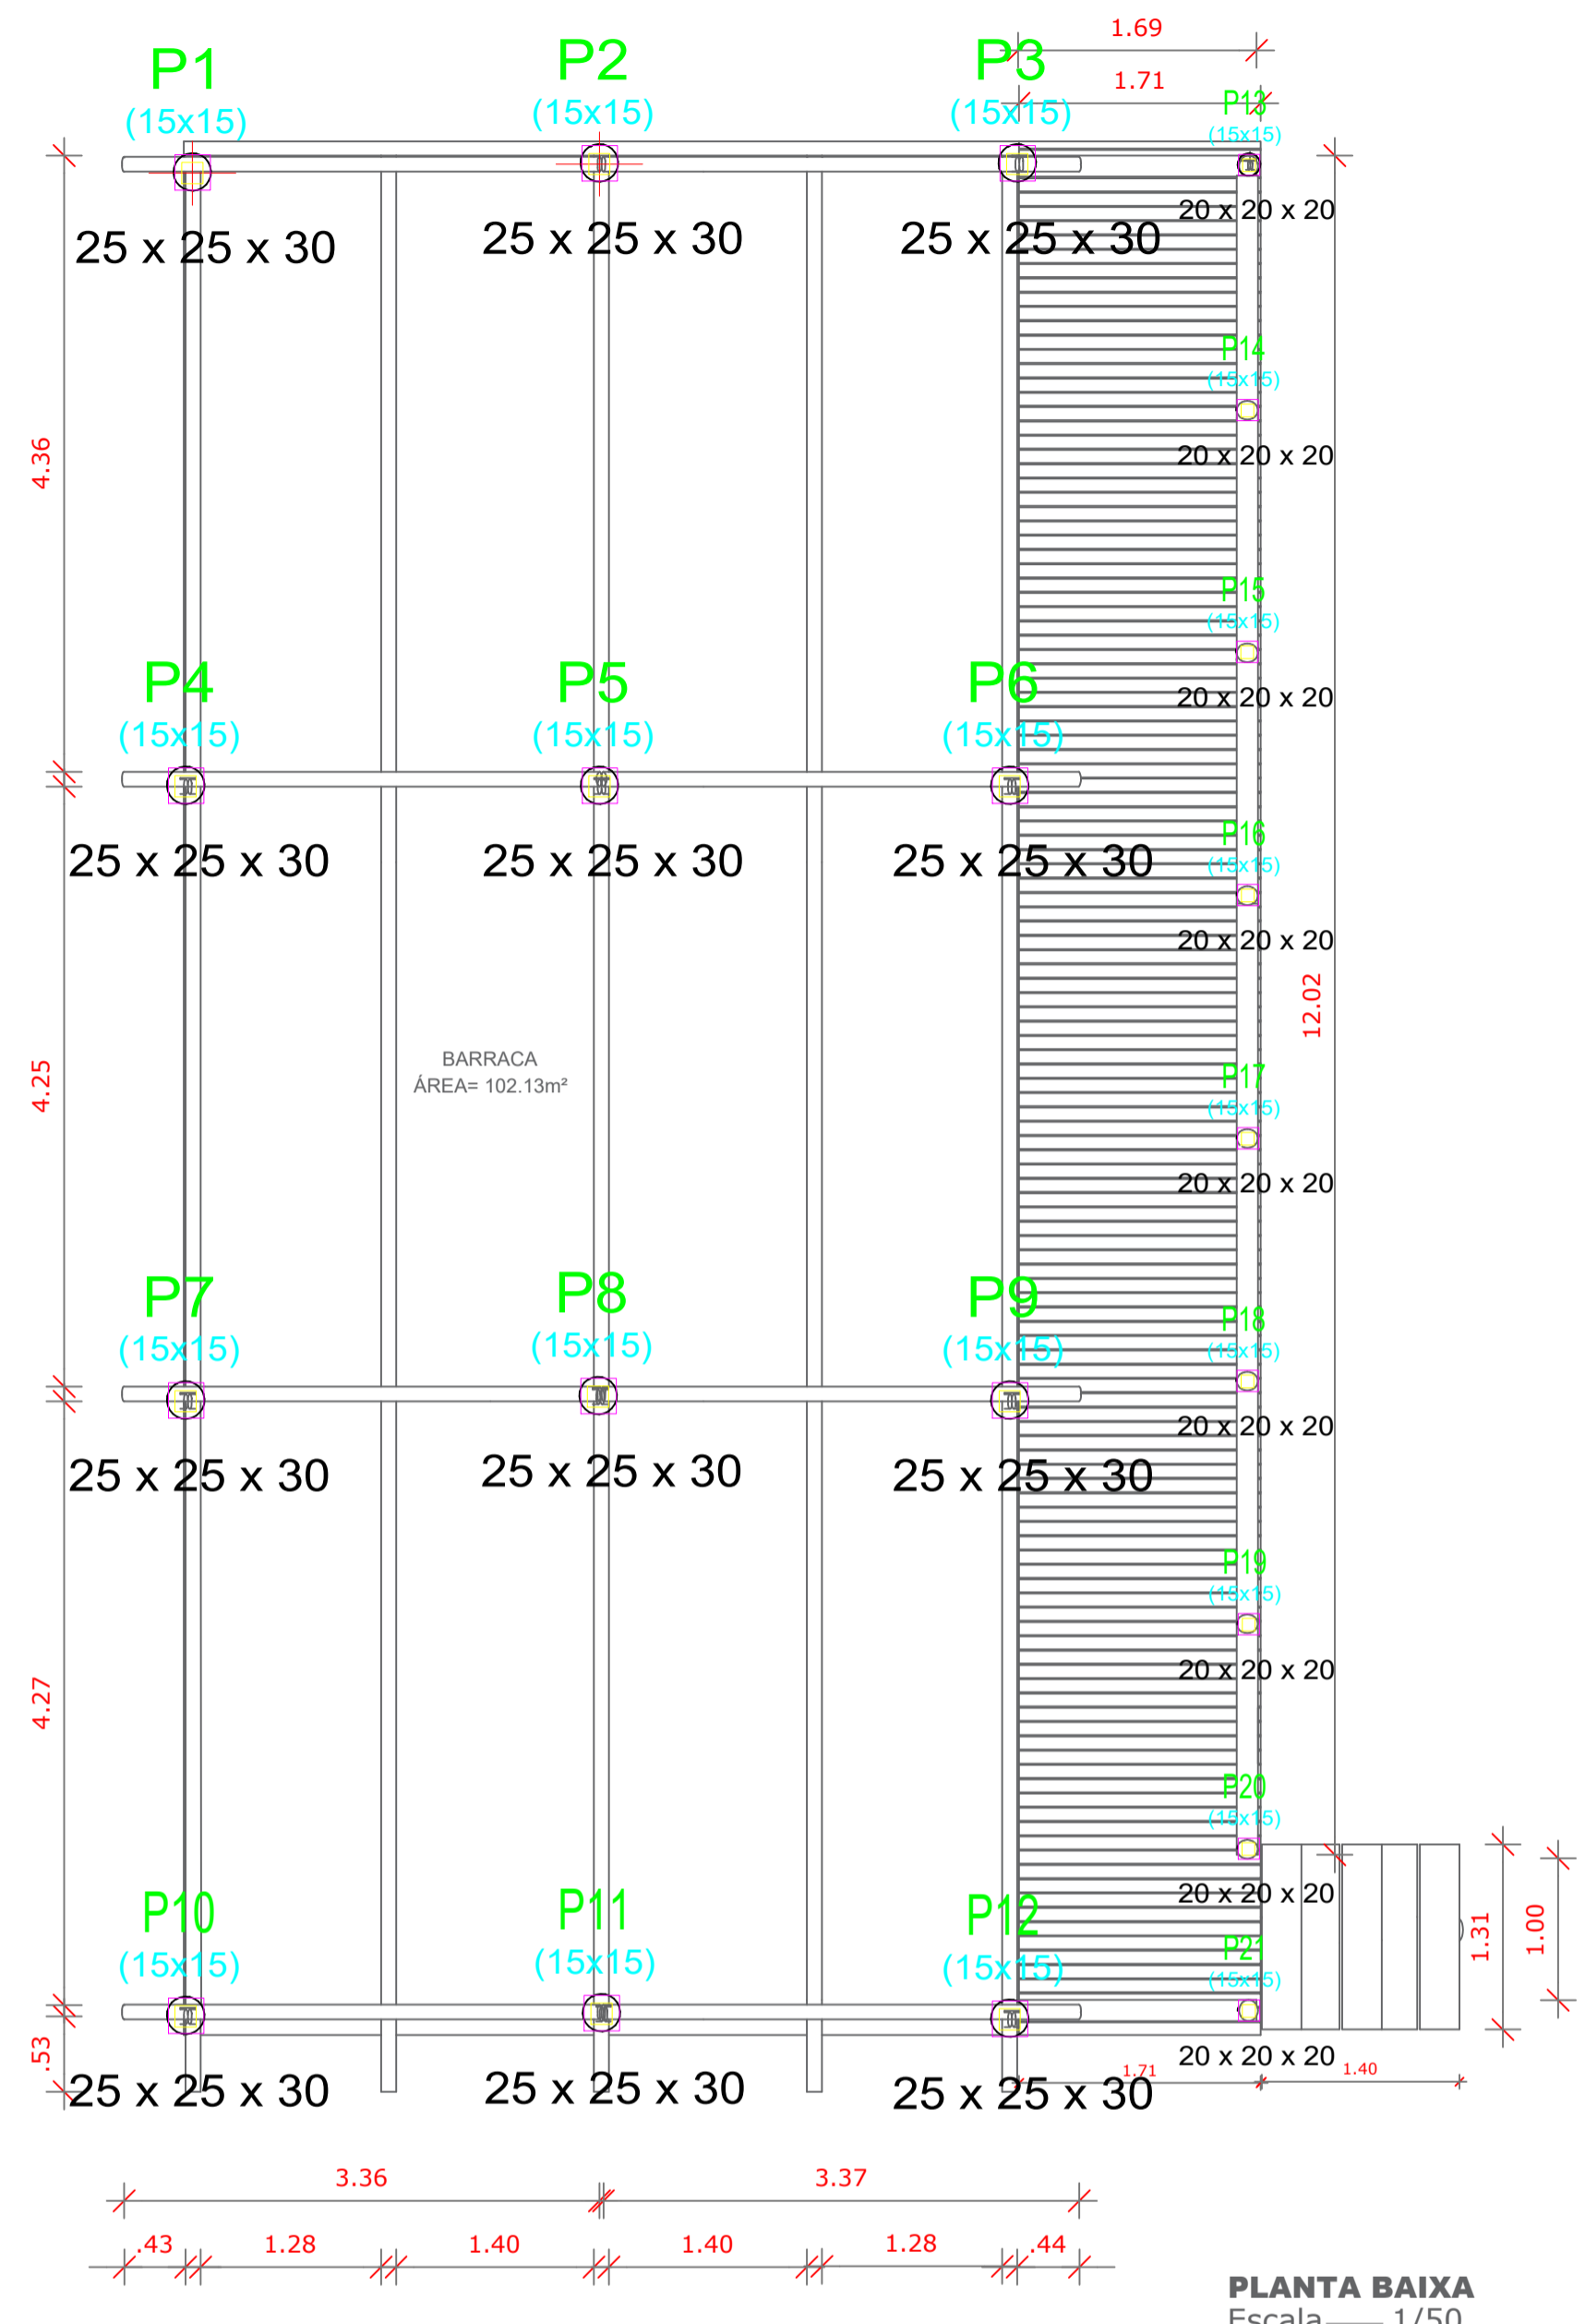 1.69
P1
P2
P3
1.71
P13
(15x15)
(15x15)
(15x15)
(15x15)
20 x 20 x 20
25 x 25 x 30
25 x 25 x 30
25 x 25 x 30
P14
(15x15)
4.36
20 x 20 x 20
P15
(15x15)
P4
P5
P6
20 x 20 x 20
(15x15)
(15x15)
(15x15)
P16
(15x15)
25 x 25 x 30
25 x 25 x 30
25 x 25 x 30
20 x 20 x 20
12.02
BARRACA
ÁREA= 102.13m²
4.25
P17
(15x15)
20 x 20 x 20
P7
P8
P9
P18
(15x15)
(15x15)
(15x15)
(15x15)
20 x 20 x 20
25 x 25 x 30
25 x 25 x 30
25 x 25 x 30
P19
(15x15)
20 x 20 x 20
4.27
P20
(15x15)
20 x 20 x 20
P10
P11
P12
1.31
1.00
P21
(15x15)
(15x15)
(15x15)
(15x15)
.53
20 x 20 x 20
1.71
1.40
25 x 25 x 30
25 x 25 x 30
25 x 25 x 30
3.36
3.37
.43
1.28
1.40
1.40
1.28
.44
PLANTA BAIXA
Escala 1/50